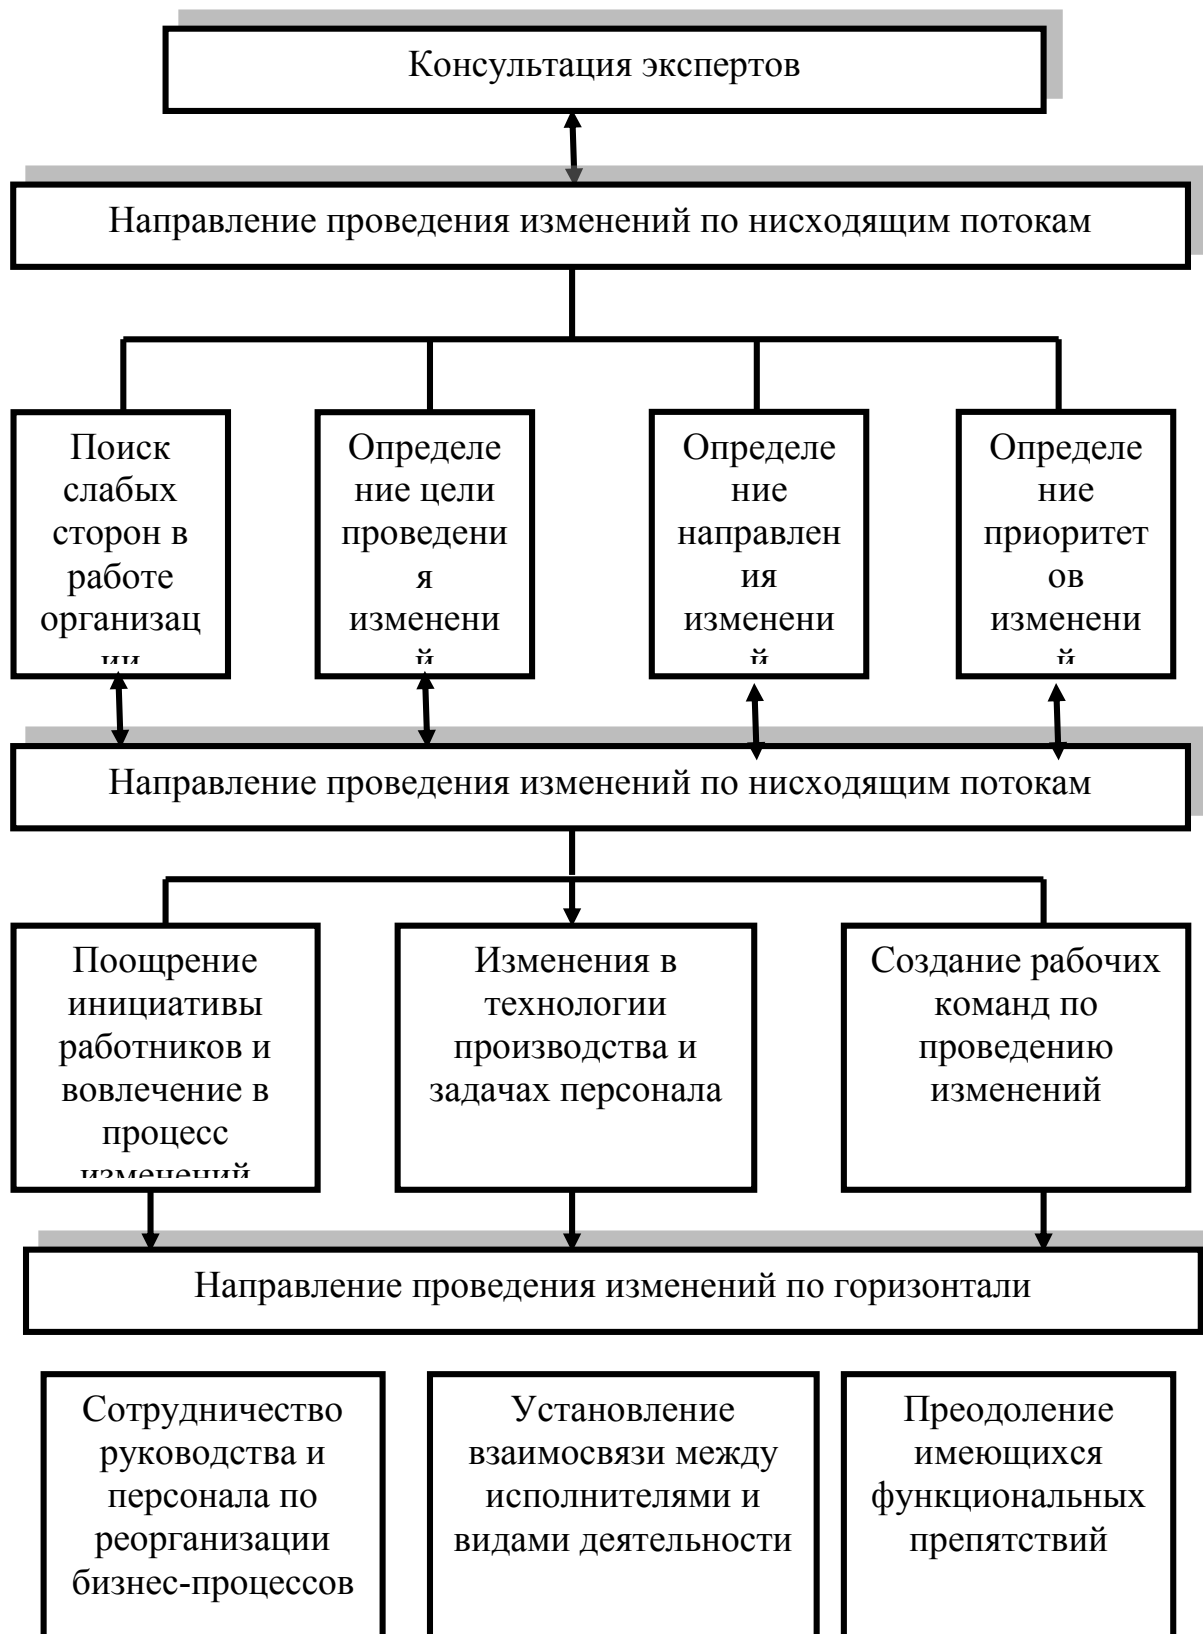 Консультация экспертов
Направление проведения изменений по нисходящим потокам
Поиск
слабых
сторон в
работе
организац
ии
Определе
ние цели
проведени
я
изменени
й
Определе
ние
направлен
ия
изменени
й
Определе
ние
приоритет
ов
изменени
й
Направление проведения изменений по нисходящим потокам
Поощрение
инициативы
работников и
вовлечение в
процесс
изменений
Изменения в
технологии
производства и
задачах персонала
Создание рабочих
команд по
проведению
изменений
Направление проведения изменений по горизонтали
Сотрудничество
руководства и
персонала по
реорганизации
бизнес-процессов
Установление
взаимосвязи между
исполнителями и
видами деятельности
Преодоление
имеющихся
функциональных
препятствий